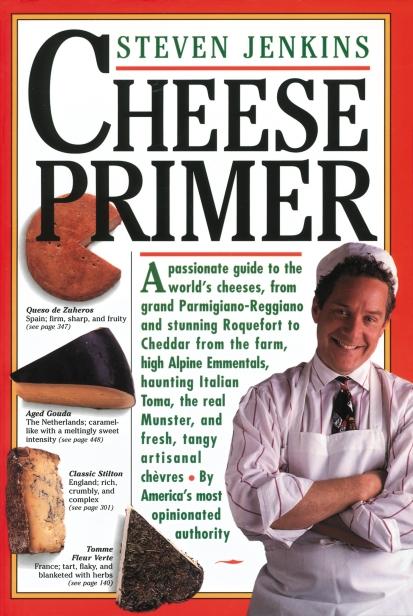 STEVEN JENKINS
CHEESE
PRIMER
A passionate guide to the
world's cheeses, from
grand Parmigiano-Reggiano
and stunning Roquefort to
Cheddar from the farm,
high Alpine Emmentals,
haunting Italian
Toma, the real
Munster, and
fresh, tangy
artisanal
chèvres • By
America's most
opinionated
authority
Queso de Zuheros
Spain; firm, sharp, and fruity
(see page 347)
Aged Gouda
The Netherlands; caramel-
like with a meltingly sweet
intensity (see page 448)
Classic Stilton
England; rich,
crumbly, and
complex
(see page 301)
Tomme
Fleur Verte
France; tart, flaky, and
blanketed with herbs
(see page 140)